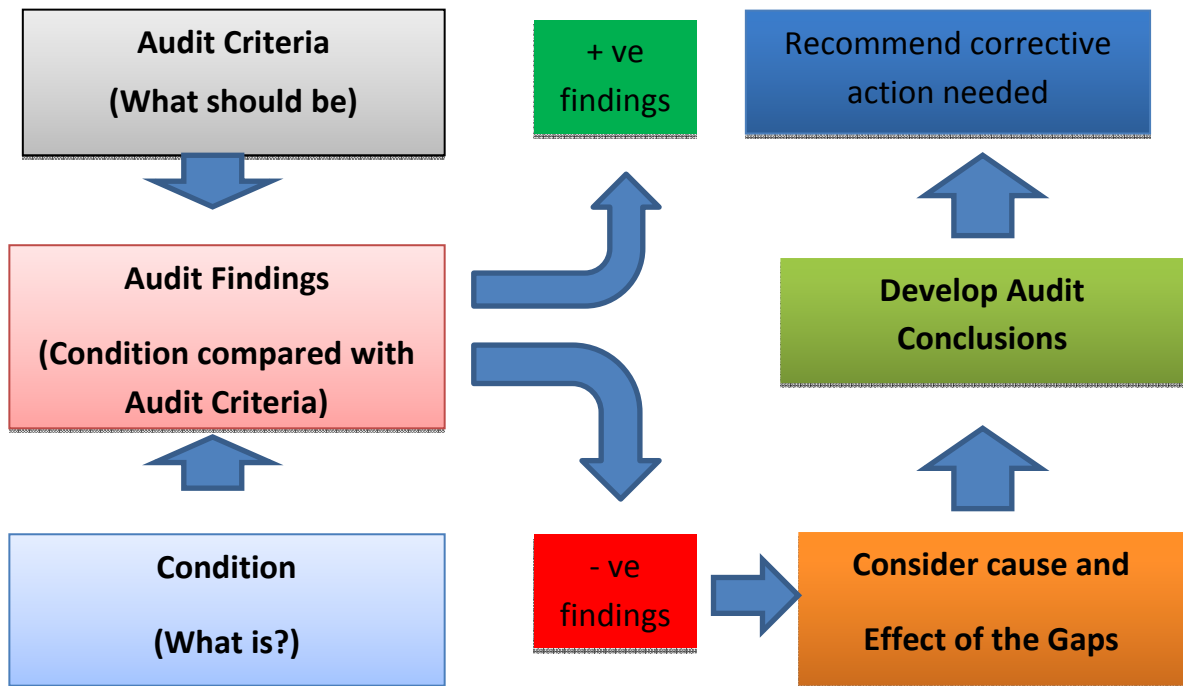 Audit Criteria
(What should be)
+ ve
findings
Recommend corrective
action needed
Audit Findings
(Condition compared with
Audit Criteria)
Develop Audit
Conclusions
Condition
(What is?)
- ve
findings
Consider cause and
Effect of the Gaps